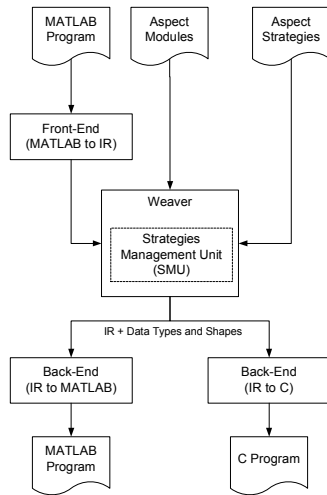 MATLAB
Program
Aspect
Modules
Aspect
Strategies
Front-End
(MATLAB to IR)
Weaver
Strategies
Management Unit
(SMU)
IR + Data Types and Shapes
Back-End
(IR to MATLAB)
Back-End
(IR to C)
MATLAB
Program
C Program